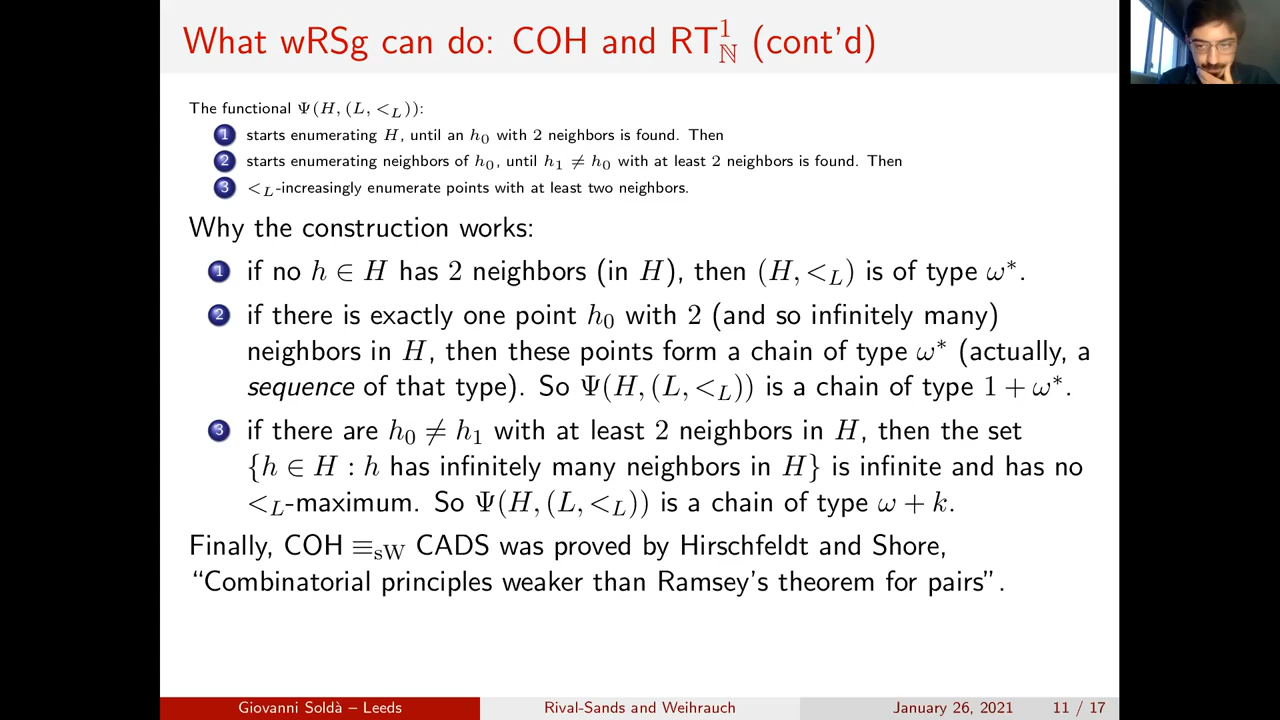 What wRSg can do: COH and RT¹_ℕ (cont'd)
The functional Ψ(H, (L, <_L)):
1 starts enumerating H, until an h₀ with 2 neighbors is found. Then
2 starts enumerating neighbors of h₀, until h₁ ≠ h₀ with at least 2 neighbors is found. Then
3 <_L-increasingly enumerate points with at least two neighbors.
Why the construction works:
1 if no h ∈ H has 2 neighbors (in H), then (H, <_L) is of type ω*.
2 if there is exactly one point h₀ with 2 (and so infinitely many)
neighbors in H, then these points form a chain of type ω* (actually, a
sequence of that type). So Ψ(H, (L, <_L)) is a chain of type 1 + ω*.
3 if there are h₀ ≠ h₁ with at least 2 neighbors in H, then the set
{h ∈ H : h has infinitely many neighbors in H} is infinite and has no
<_L-maximum. So Ψ(H, (L, <_L)) is a chain of type ω + k.
Finally, COH ≡_sW CADS was proved by Hirschfeldt and Shore,
“Combinatorial principles weaker than Ramsey's theorem for pairs”.
Giovanni Soldà – Leeds
Rival-Sands and Weihrauch
January 26, 2021
11 / 17